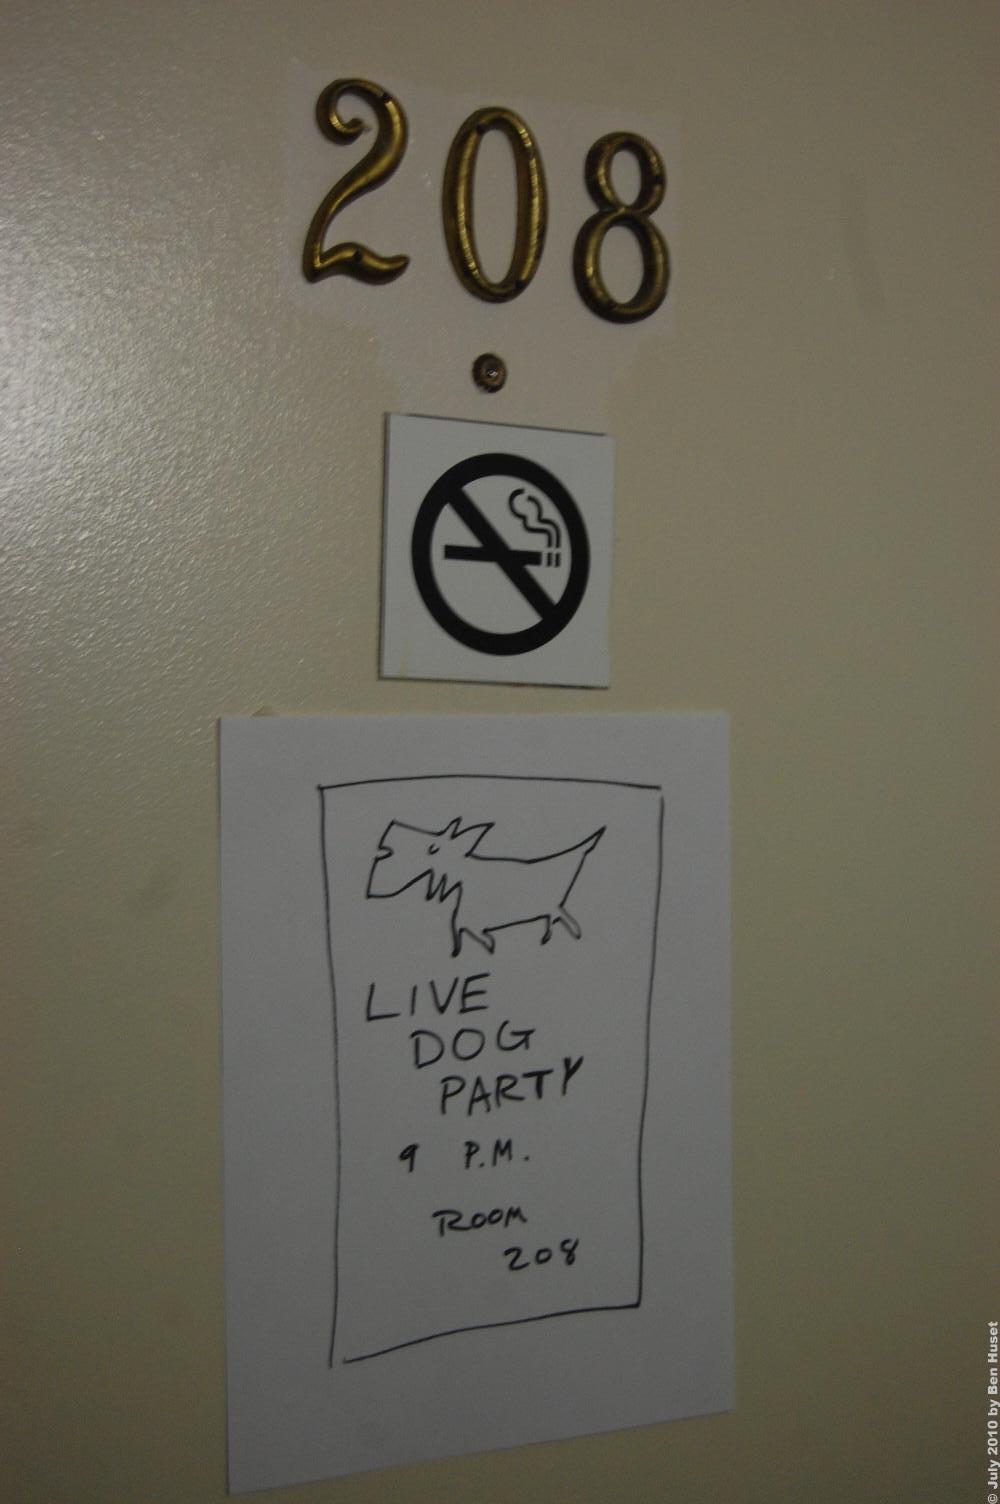 208
LIVE
DOG
PARTY
9 P.M.
ROOM
208
© July 2010 by Ben Huset